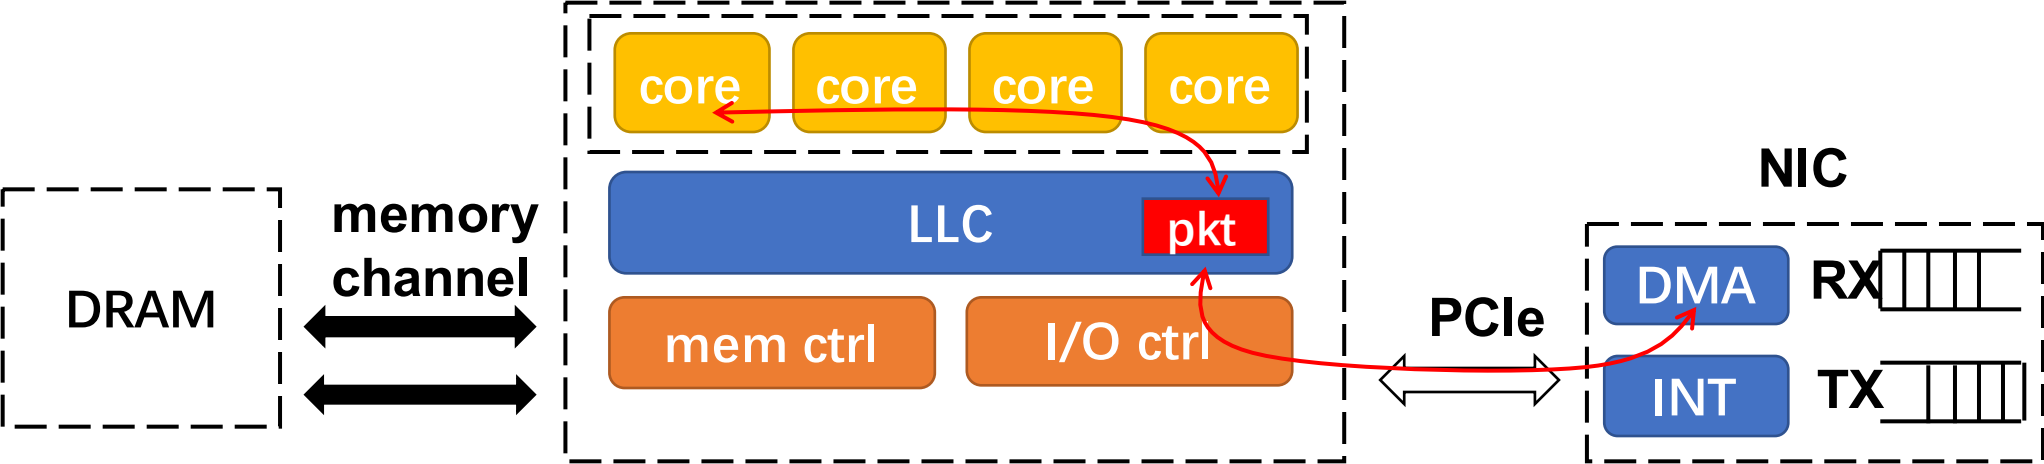 core core core core
NIC
memory
channel
LLC
pkt
DRAM
DMA
RX
PCIe
mem ctrl
I/O ctrl
INT
TX